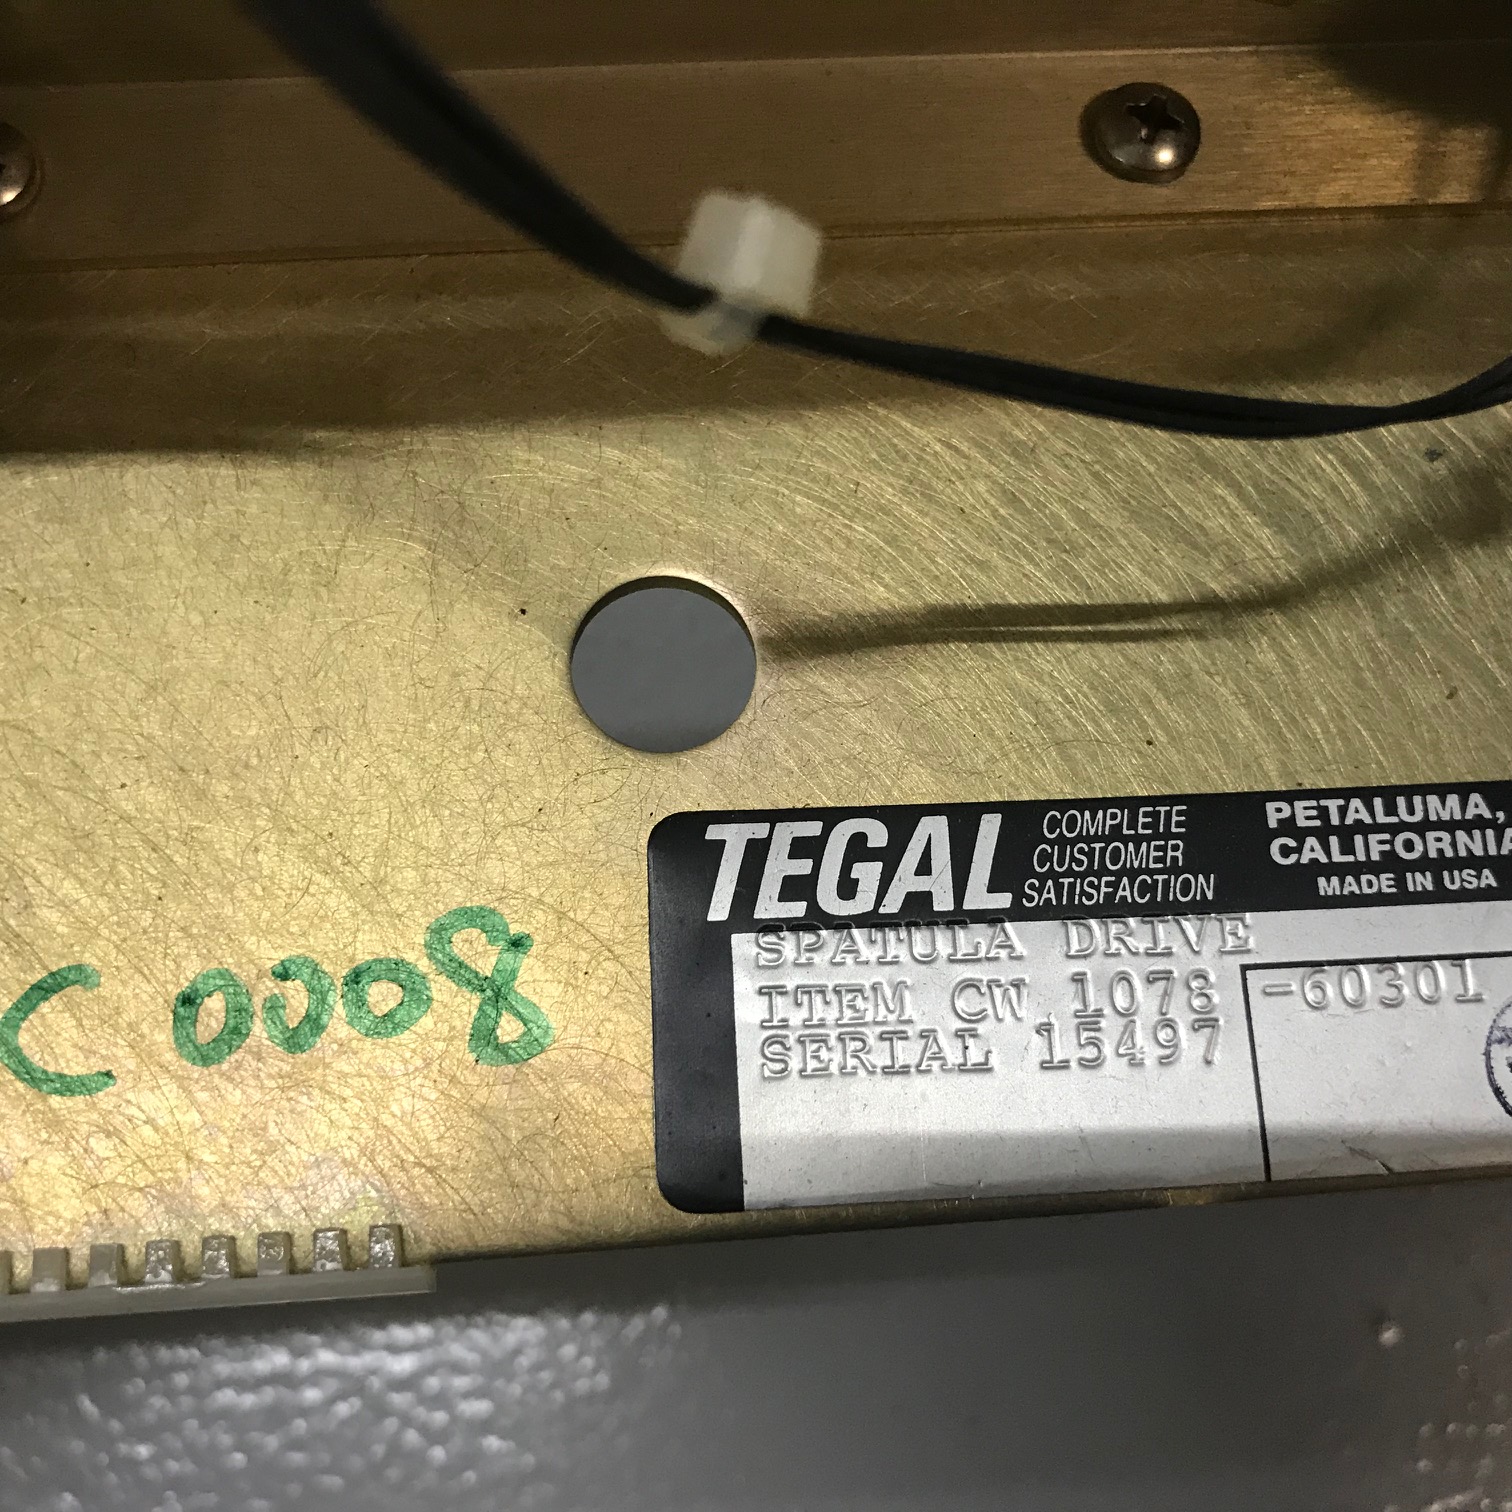 C 0008
TEGAL
COMPLETE
CUSTOMER
SATISFACTION
PETALUMA,
CALIFORNIA
MADE IN USA
SPATULA DRIVE
ITEM CW 1078 -60301
SERIAL 15497